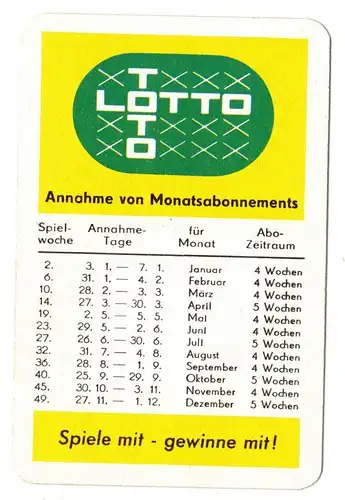 TOTO
LOTTO
Annahme von Monatsabonnements
Spiel- Annahme- für Abo-
woche Tage Monat Zeitraum
2. 3. 1. — 7. 1. Januar 4 Wochen
6. 31. 1. — 4. 2. Februar 4 Wochen
10. 28. 2. — 3. 3. März 4 Wochen
14. 27. 3. — 30. 3. April 5 Wochen
19. 2. 5. — 5. 5. Mai 4 Wochen
23. 29. 5. — 2. 6. Juni 4 Wochen
27. 26. 6. — 30. 6. Juli 5 Wochen
32. 31. 7. — 4. 8. August 4 Wochen
36. 28. 8. — 1. 9. September 4 Wochen
40. 25. 9. — 29. 9. Oktober 5 Wochen
45. 30. 10. — 3. 11. November 4 Wochen
49. 27. 11. — 1. 12. Dezember 5 Wochen
Spiele mit - gewinne mit!